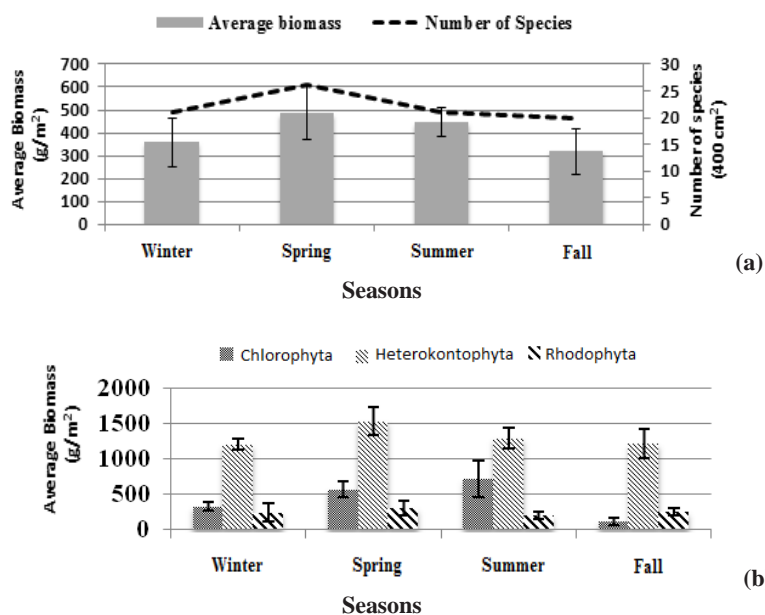 Average biomass Number of Species
Average Biomass
(g/m²)
700
600
500
400
300
200
100
0
30
25
20
15
10
5
0
Number of species
(400 cm²)
Winter Spring Summer Fall
(a)
Seasons
Chlorophyta Heterokontophyta Rhodophyta
Average Biomass
(g/m²)
2000
1500
1000
500
0
Winter Spring Summer Fall
(b
Seasons